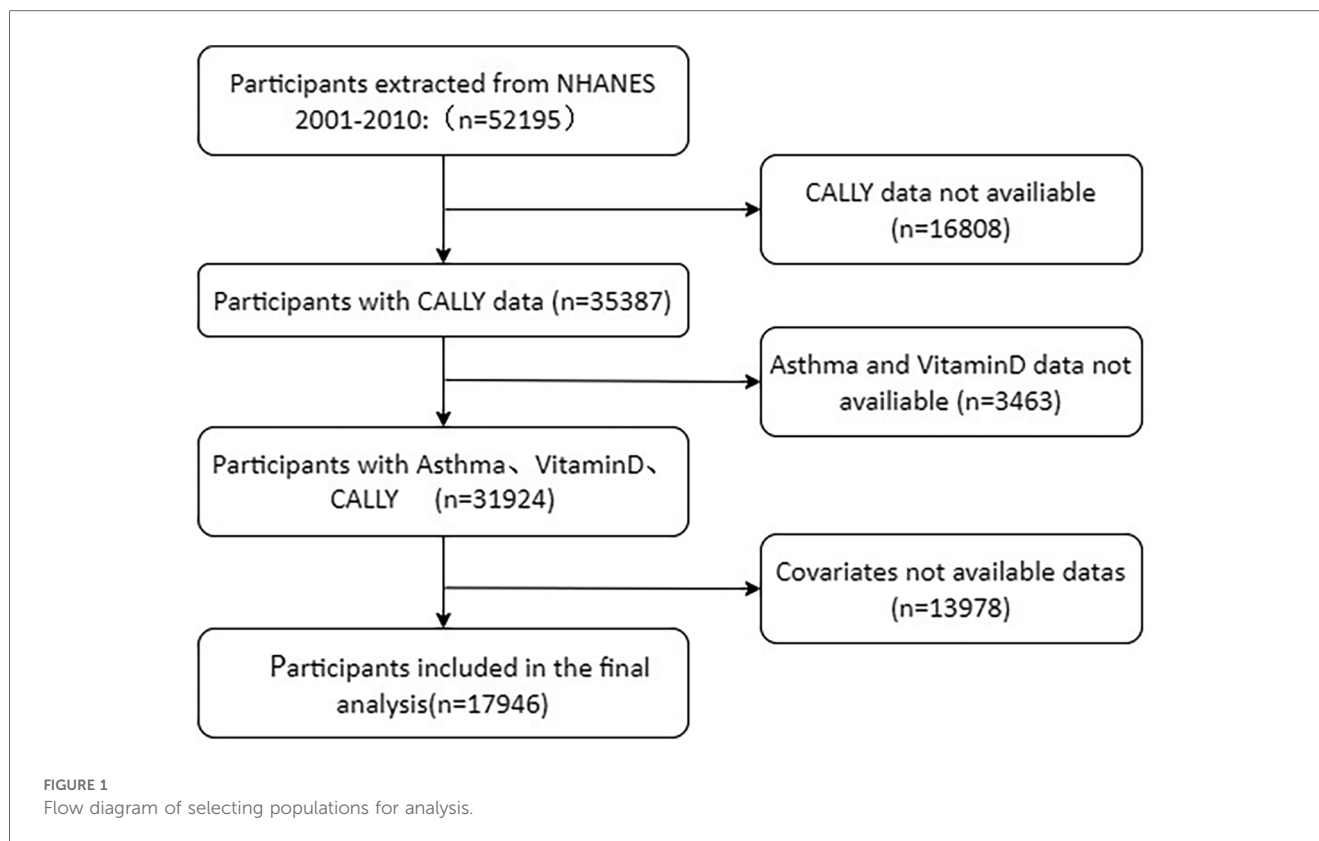 Participants extracted from NHANES
2001-2010:（n=52195）
CALLY data not availiable
(n=16808)
Participants with CALLY data (n=35387)
Asthma and VitaminD data not
availiable (n=3463)
Participants with Asthma、VitaminD、
CALLY (n=31924)
Covariates not available datas
(n=13978)
Participants included in the final
analysis(n=17946)
FIGURE 1
Flow diagram of selecting populations for analysis.